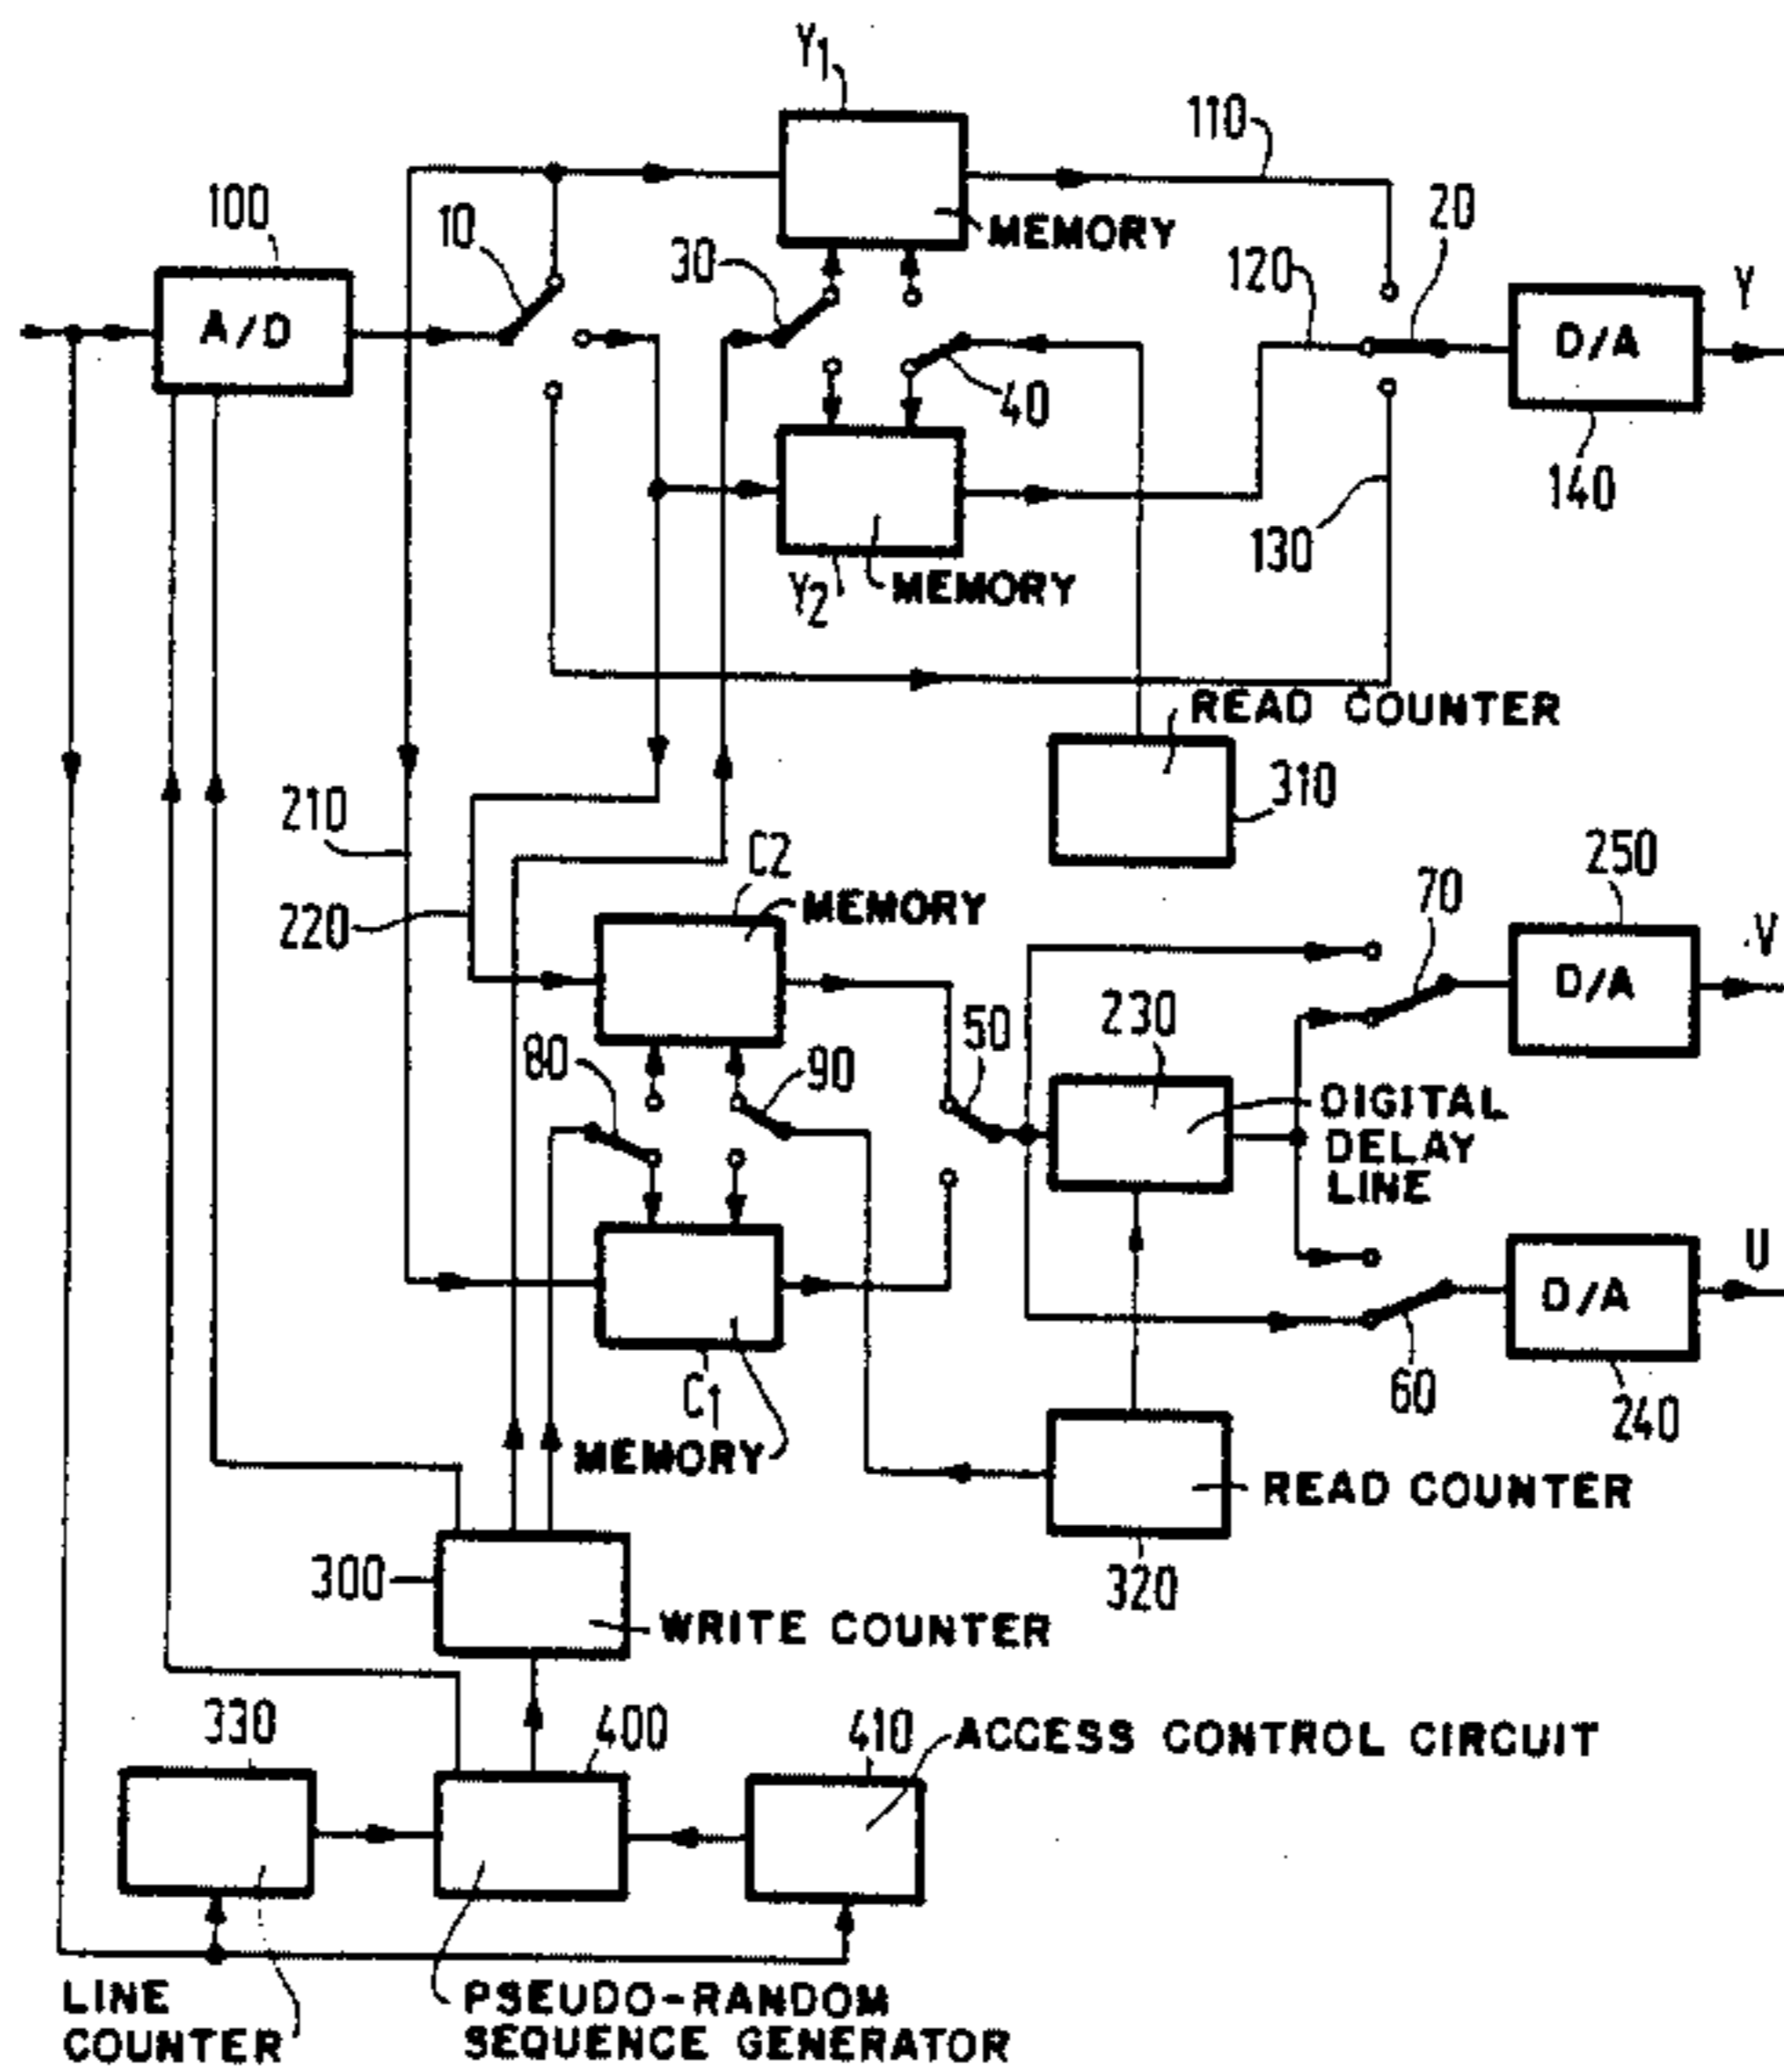 Y1
110
100
10
20
MEMORY
30
120
Y
A/D
D/A
40
140
130
Y2
MEMORY
READ COUNTER
210
310
C2
250
70
MEMORY
220
V
D/A
230
50
80
90
DIGITAL
DELAY
LINE
U
D/A
C1
60
240
MEMORY
READ COUNTER
300
320
WRITE COUNTER
330
400
410
ACCESS CONTROL CIRCUIT
LINE
COUNTER
PSEUDO-RANDOM
SEQUENCE GENERATOR